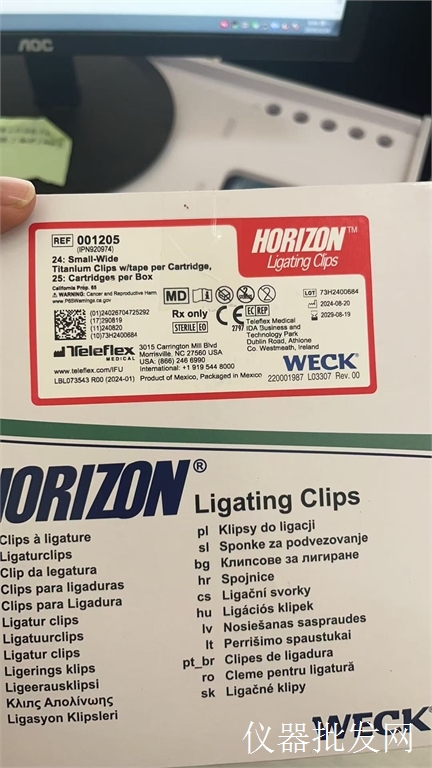 AOC
REF 001205
(IPN920974)
24: Small-Wide
Titanium Clips w/tape per Cartridge,
25: Cartridges per Box
California Prop. 65
WARNING: Cancer and Reproductive Harm
www.P65Warnings.ca.gov
HORIZON™
Ligating Clips
MD
LOT 73H2400684
2024-08-20
2029-08-19
(01)24026704725292
(17)290819
(11)240820
(10)73H2400684
Rx only
STERILE EO
CE 2797
EC REP
Teleflex Medical
IDA Business and
Technology Park
Dublin Road, Athlone
Co. Westmeath, Ireland
Teleflex
MEDICAL
www.teleflex.com/IFU
3015 Carrington Mill Blvd
Morrisville, NC 27560 USA
USA: (866) 246 6990
International: +1 919 544 8000
WECK®
LBL073543 R00 (2024-01)
Product of Mexico, Packaged in Mexico
220001987 L03307 Rev. 00
HORIZON® Ligating Clips
Clips à ligature
Ligaturclips
Clip da legatura
Clips para ligaduras
Clips para Ligadura
Ligatur clips
Ligatuurclips
Ligatur clips
Ligerings klips
Ligeerausklipsi
Κλιπς Απολίνωης
Ligasyon Klipsleri
pl Klipsy do ligacji
sl Sponke za podvezovanje
bg Клипсове за лигиране
hr Spojnice
cs Ligační svorky
hu Ligációs klipek
lv Nosiešanas saspraudes
lt Perrišimo spaustukai
pt_br Clipes de ligadura
ro Cleme pentru ligatură
sk Ligačné klipy
WECK
仪器批发网